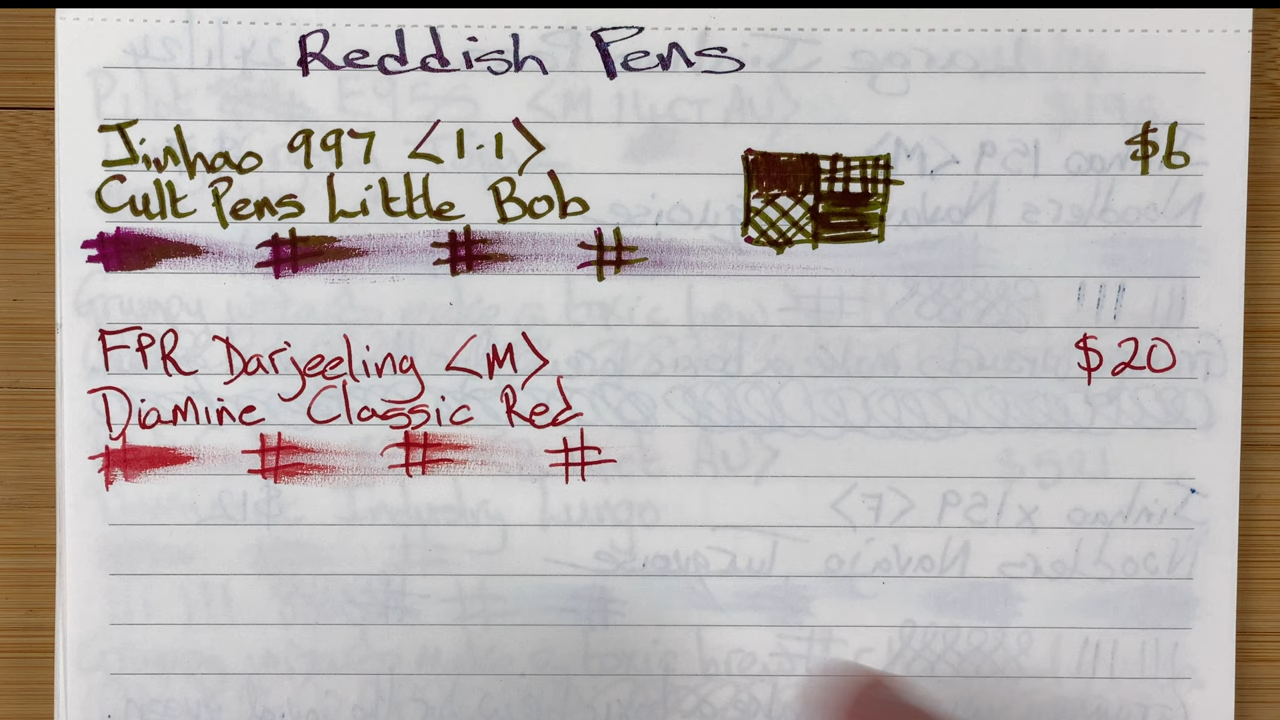 Reddish Pens
Jinhao 997 <1.1> $6
Cult Pens Little Bob
FPR Darjeeling <M> $20
Diamine Classic Red